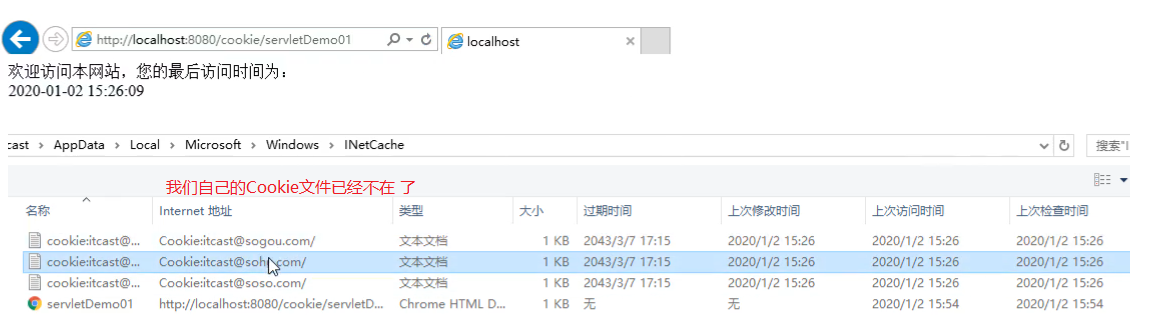 http://localhost:8080/cookie/servletDemo01
localhost
欢迎访问本网站，您的最后访问时间为：
2020-01-02 15:26:09
cast › AppData › Local › Microsoft › Windows › INetCache
搜索"I
我们自己的Cookie文件已经不在 了
名称 Internet 地址 类型 大小 过期时间 上次修改时间 上次访问时间 上次检查时间
cookie:itcast@... Cookie:itcast@sogou.com/ 文本文档 1 KB 2043/3/7 17:15 2020/1/2 15:26 2020/1/2 15:26 2020/1/2 15:26
cookie:itcast@... Cookie:itcast@sohu.com/ 文本文档 1 KB 2043/3/7 17:15 2020/1/2 15:26 2020/1/2 15:26 2020/1/2 15:26
cookie:itcast@... Cookie:itcast@soso.com/ 文本文档 1 KB 2043/3/7 17:15 2020/1/2 15:26 2020/1/2 15:26 2020/1/2 15:26
servletDemo01 http://localhost:8080/cookie/servletD... Chrome HTML D... 1 KB 无 无 2020/1/2 15:54 2020/1/2 15:54